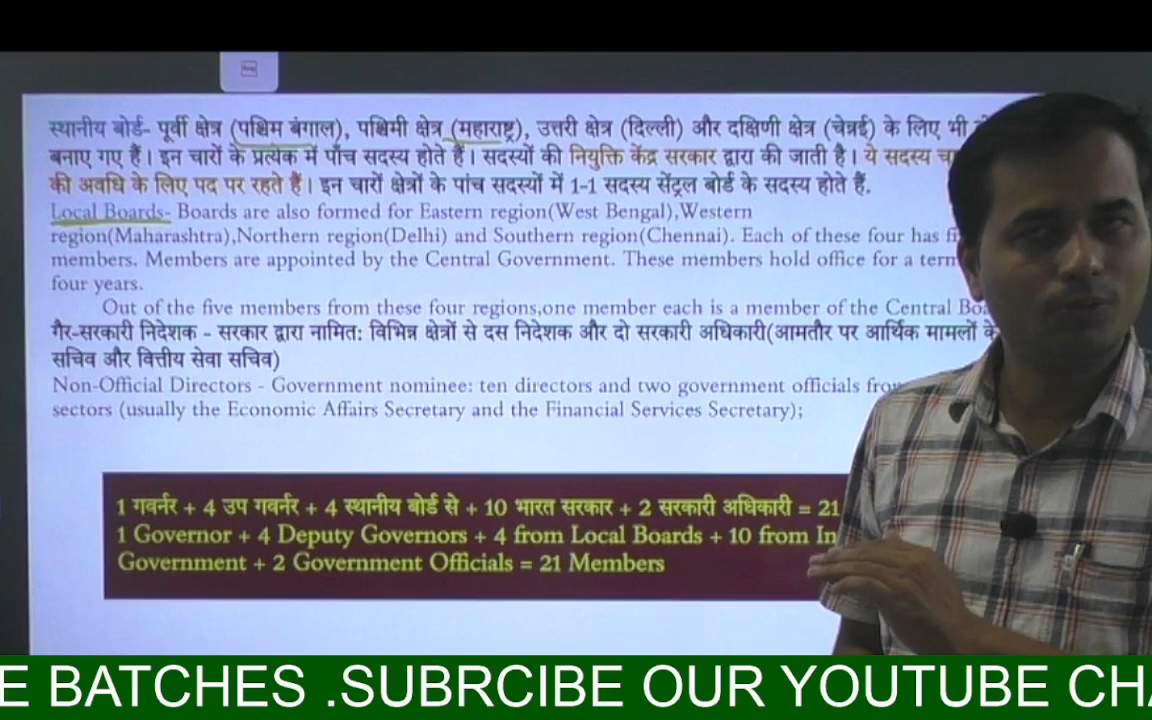 स्थानीय बोर्ड- पूर्वी क्षेत्र (पश्चिम बंगाल), पश्चिमी क्षेत्र (महाराष्ट्र), उत्तरी क्षेत्र (दिल्ली) और दक्षिणी क्षेत्र (चेन्नई) के लिए भी
बनाए गए हैं। इन चारों के प्रत्येक में पाँच सदस्य होते हैं। सदस्यों की नियुक्ति केंद्र सरकार द्वारा की जाती है। ये सदस्य
की अवधि के लिए पद पर रहते हैं। इन चारों क्षेत्रों के पांच सदस्यों में 1-1 सदस्य सेंट्रल बोर्ड के सदस्य होते हैं.
Local Boards- Boards are also formed for Eastern region(West Bengal),Western
region(Maharashtra),Northern region(Delhi) and Southern region(Chennai). Each of these four has
members. Members are appointed by the Central Government. These members hold office for a term
four years.
Out of the five members from these four regions,one member each is a member of the Central
गैर-सरकारी निदेशक - सरकार द्वारा नामित: विभिन्न क्षेत्रों से दस निदेशक और दो सरकारी अधिकारी(आमतौर पर आर्थिक मामलों के
सचिव और वित्तीय सेवा सचिव)
Non-Official Directors - Government nominee: ten directors and two government officials
sectors (usually the Economic Affairs Secretary and the Financial Services Secretary);
1 गवर्नर + 4 उप गवर्नर + 4 स्थानीय बोर्ड से + 10 भारत सरकार + 2 सरकारी अधिकारी = 21
1 Governor + 4 Deputy Governors + 4 from Local Boards + 10 from In
Government + 2 Government Officials = 21 Members
E BATCHES .SUBRCIBE OUR YOUTUBE CHA